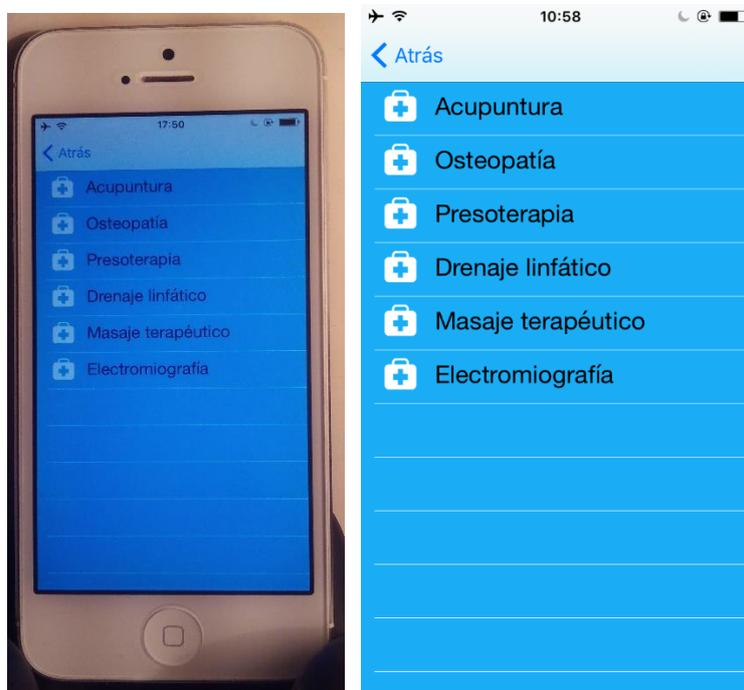 17:50
Atrás
Acupuntura
Osteopatía
Presoterapia
Drenaje linfático
Masaje terapéutico
Electromiografía
10:58
Atrás
Acupuntura
Osteopatía
Presoterapia
Drenaje linfático
Masaje terapéutico
Electromiografía